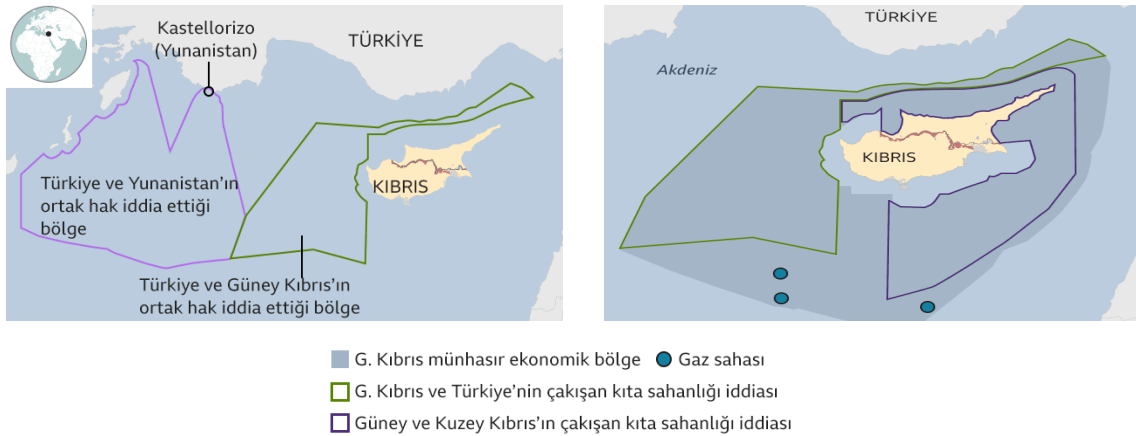 Kastellorizo
(Yunanistan)
TÜRKİYE
KIBRIS
Türkiye ve Yunanistan’ın
ortak hak iddia ettiği
bölge
Türkiye ve Güney Kıbrıs’ın
ortak hak iddia ettiği bölge
TÜRKİYE
Akdeniz
KIBRIS
G. Kıbrıs münhasır ekonomik bölge
Gaz sahası
G. Kıbrıs ve Türkiye’nin çakışan kıta sahanlığı iddiası
Güney ve Kuzey Kıbrıs’ın çakışan kıta sahanlığı iddiası